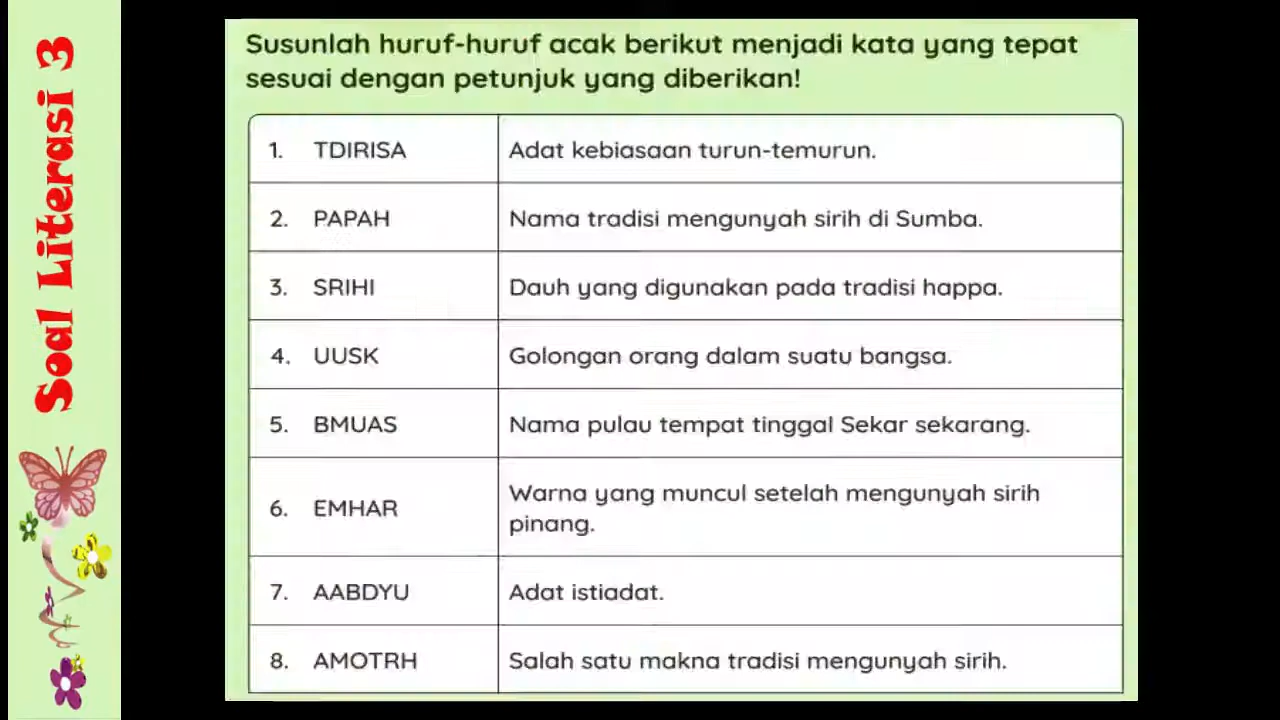 Soal Literasi 3
Susunlah huruf-huruf acak berikut menjadi kata yang tepat
sesuai dengan petunjuk yang diberikan!
1. TDIRISA Adat kebiasaan turun-temurun.
2. PAPAH Nama tradisi mengunyah sirih di Sumba.
3. SRIHI Dauh yang digunakan pada tradisi happa.
4. UUSK Golongan orang dalam suatu bangsa.
5. BMUAS Nama pulau tempat tinggal Sekar sekarang.
6. EMHAR Warna yang muncul setelah mengunyah sirih
pinang.
7. AABDYU Adat istiadat.
8. AMOTRH Salah satu makna tradisi mengunyah sirih.